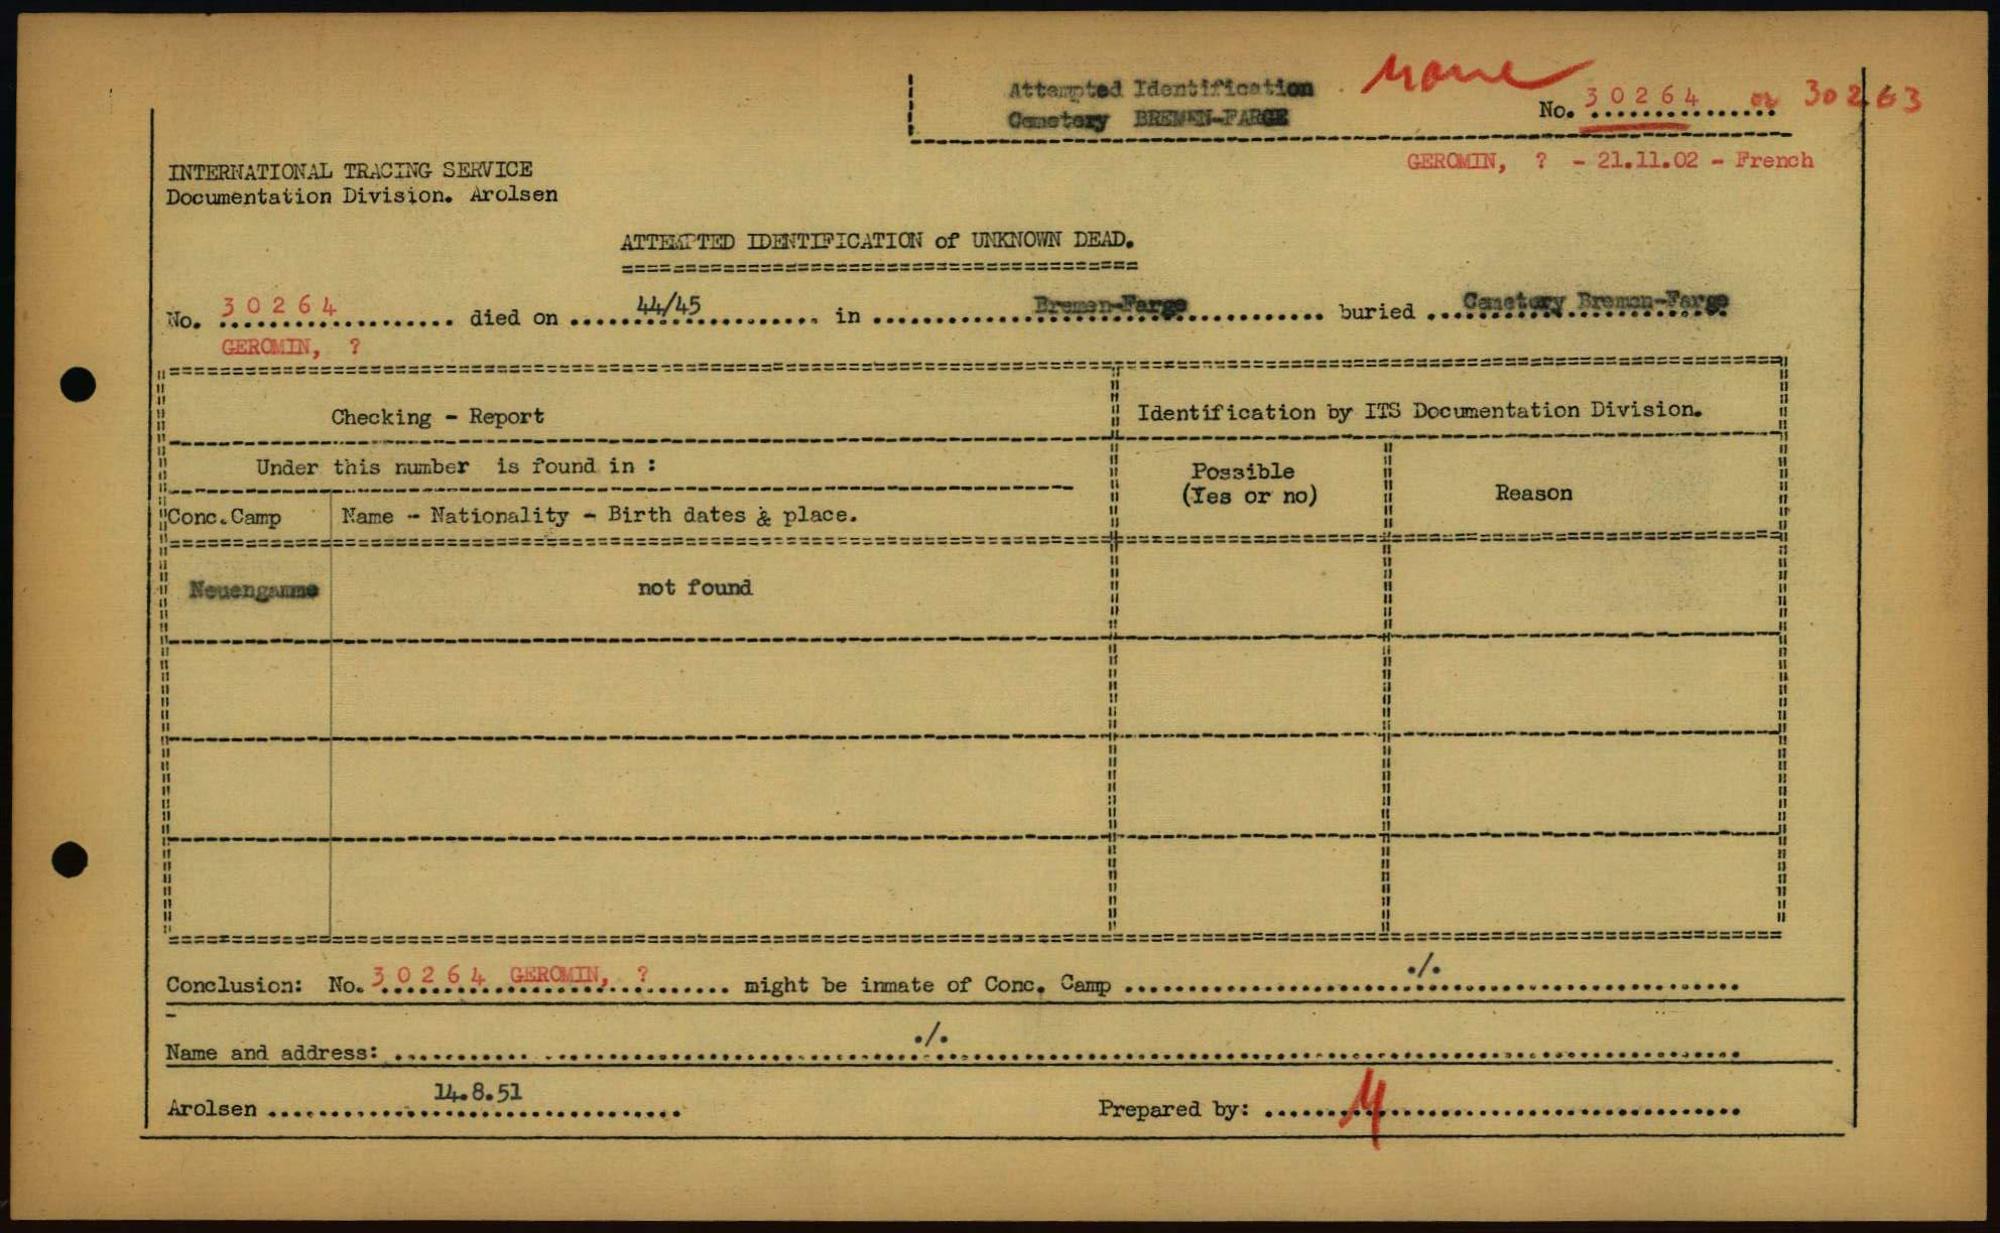 Attempted Identification
Cemetery BREMEN-FARGE
No. 30264 or 30263
GEROMIN, ? - 21.11.02 - French
INTERNATIONAL TRACING SERVICE
Documentation Division. Arolsen
ATTEMPTED IDENTIFICATION of UNKNOWN DEAD.
No. 30264 died on 44/45 in Bremen-Farge buried Cemetery Bremen-Farge
GEROMIN, ?
Checking - Report
Identification by ITS Documentation Division.
Under this number is found in :
Possible
(Yes or no)
Reason
Conc. Camp
Name - Nationality - Birth dates & place.
Neuengamme not found
Conclusion: No. 30264 GEROMIN, ? might be inmate of Conc. Camp ./.
Name and address: ./.
Arolsen 14.8.51
Prepared by: